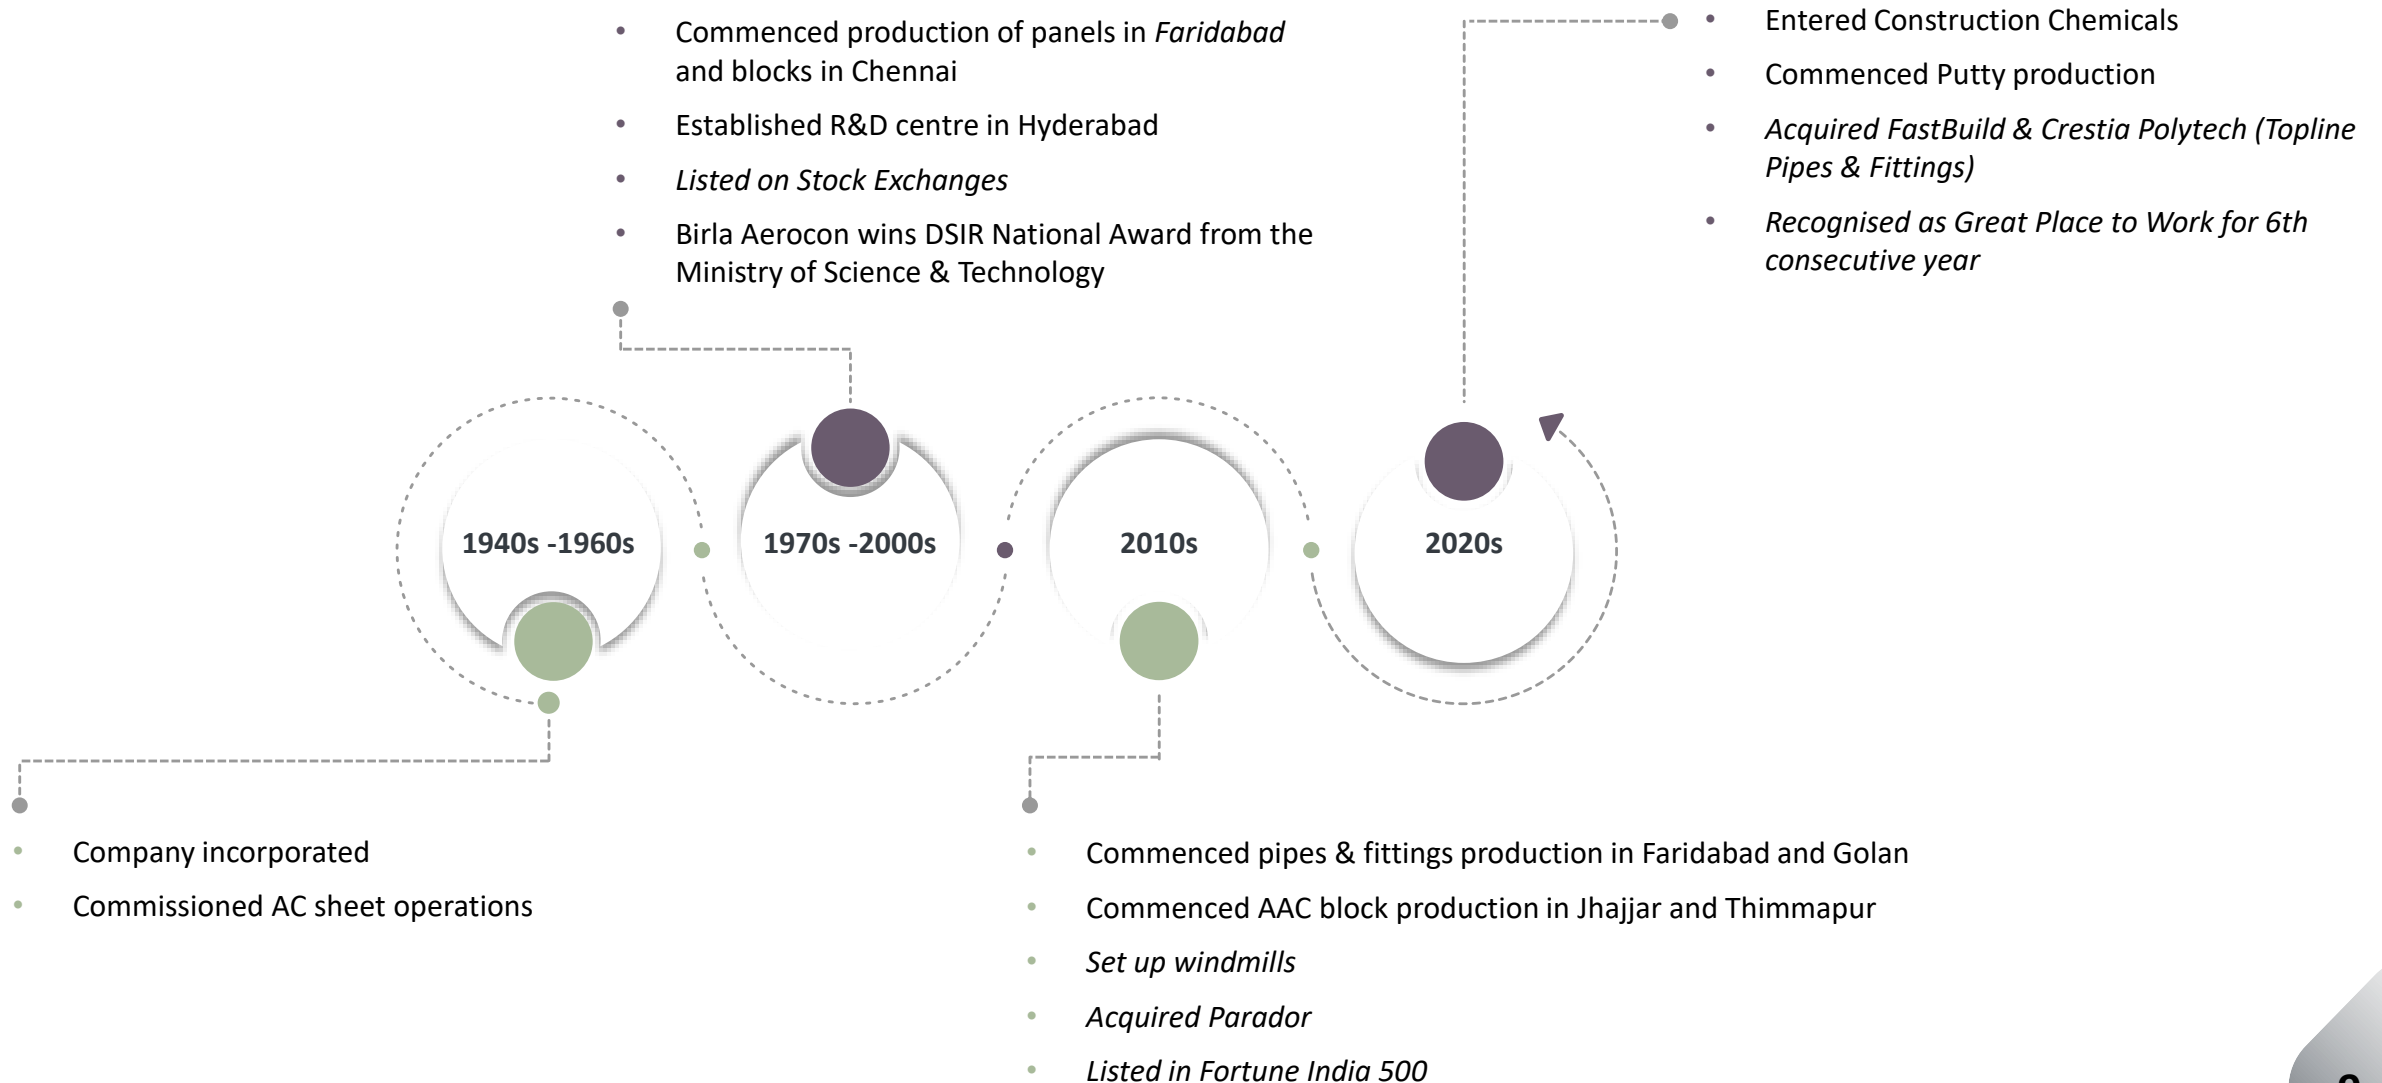 • Commenced production of panels in Faridabad
and blocks in Chennai
• Established R&D centre in Hyderabad
• Listed on Stock Exchanges
• Birla Aerocon wins DSIR National Award from the
Ministry of Science & Technology
• Entered Construction Chemicals
• Commenced Putty production
• Acquired FastBuild & Crestia Polytech (Topline
Pipes & Fittings)
• Recognised as Great Place to Work for 6th
consecutive year
1940s -1960s
1970s -2000s
2010s
2020s
• Company incorporated
• Commissioned AC sheet operations
• Commenced pipes & fittings production in Faridabad and Golan
• Commenced AAC block production in Jhajjar and Thimmapur
• Set up windmills
• Acquired Parador
• Listed in Fortune India 500